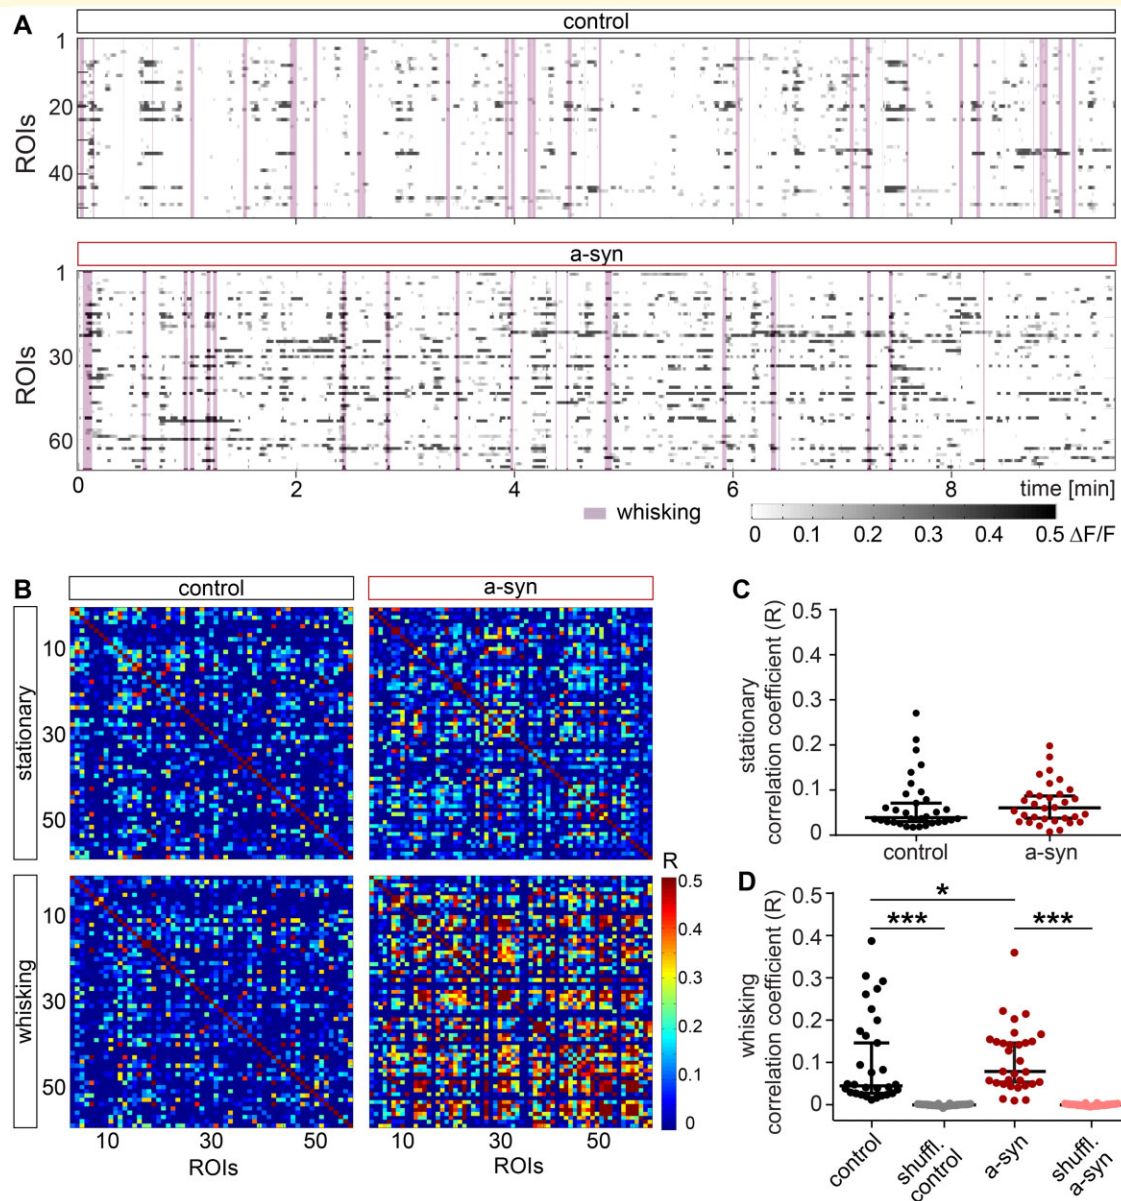 A
control
1
20
40
ROIs
a-syn
1
30
60
ROIs
0 2 4 6 8 time [min]
whisking
0 0.1 0.2 0.3 0.4 0.5 ΔF/F
B
control a-syn
stationary
10
30
50
whisking
10
30
50
10 30 50 10 30 50
ROIs ROIs
R
0.5
0.4
0.3
0.2
0.1
0
C
stationary
correlation coefficient (R)
0.5
0.4
0.3
0.2
0.1
0
control a-syn
D
whisking
correlation coefficient (R)
0.5
0.4
0.3
0.2
0.1
0
*
*** ***
control
shuffl.
control
a-syn
shuffl.
a-syn